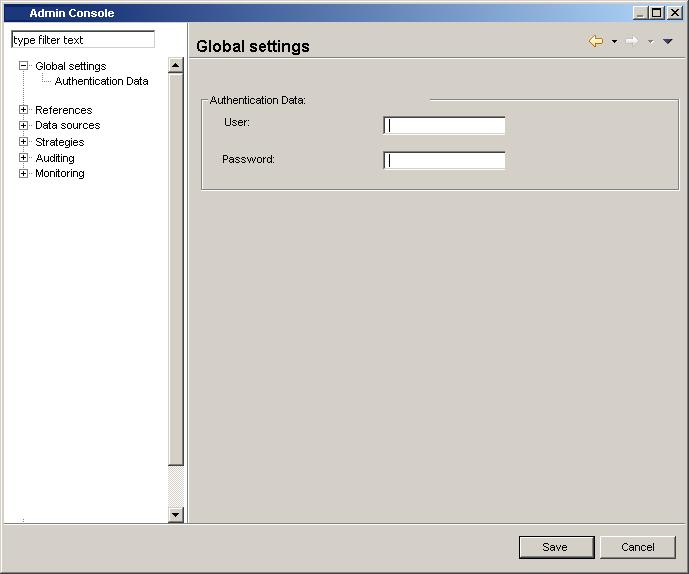 Admin Console
type filter text
Global settings
Authentication Data
References
Data sources
Strategies
Auditing
Monitoring
Global settings
Authentication Data:
User:
Password:
Save
Cancel